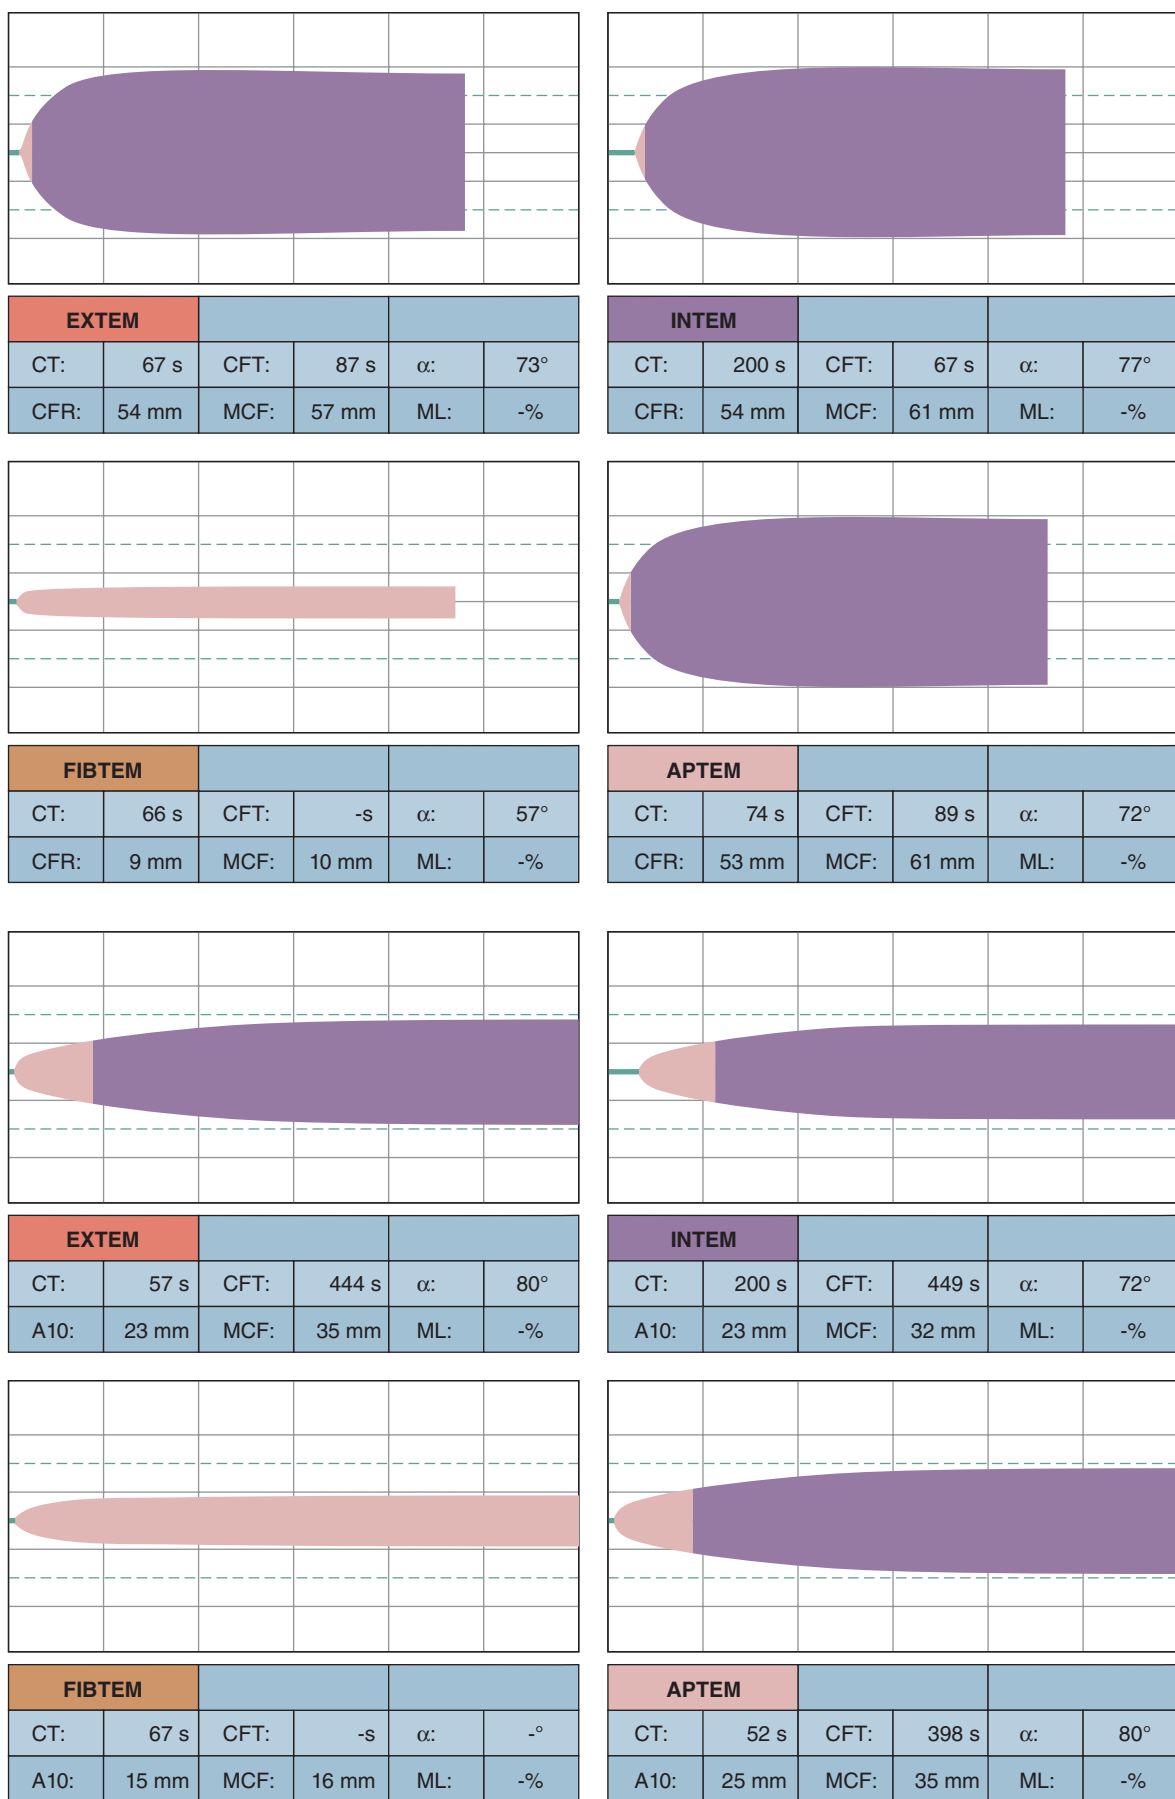 EXTEM INTEM
CT: 67 s CFT: 87 s α: 73° CT: 200 s CFT: 67 s α: 77°
CFR: 54 mm MCF: 57 mm ML: -% CFR: 54 mm MCF: 61 mm ML: -%
FIBTEM APTEM
CT: 66 s CFT: -s α: 57° CT: 74 s CFT: 89 s α: 72°
CFR: 9 mm MCF: 10 mm ML: -% CFR: 53 mm MCF: 61 mm ML: -%
EXTEM INTEM
CT: 57 s CFT: 444 s α: 80° CT: 200 s CFT: 449 s α: 72°
A10: 23 mm MCF: 35 mm ML: -% A10: 23 mm MCF: 32 mm ML: -%
FIBTEM APTEM
CT: 67 s CFT: -s α: -° CT: 52 s CFT: 398 s α: 80°
A10: 15 mm MCF: 16 mm ML: -% A10: 25 mm MCF: 35 mm ML: -%